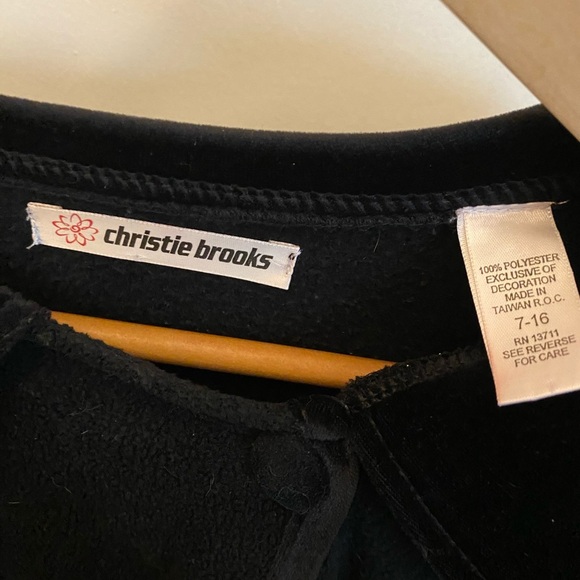 christie brooks
100% POLYESTER
EXCLUSIVE OF
DECORATION
MADE IN
TAIWAN R.O.C.
7-16
RN 13711
SEE REVERSE
FOR CARE